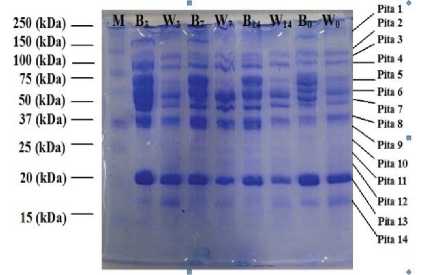 M B3 W3 B7 W7 B14 W14 B0 W0
250 (kDa)
150 (kDa)
100 (kDa)
75 (kDa)
50 (kDa)
37 (kDa)
25 (kDa)
20 (kDa)
15 (kDa)
Pita 1
Pita 2
Pita 3
Pita 4
Pita 5
Pita 6
Pita 7
Pita 8
Pita 9
Pita 10
Pita 11
Pita 12
Pita 13
Pita 14